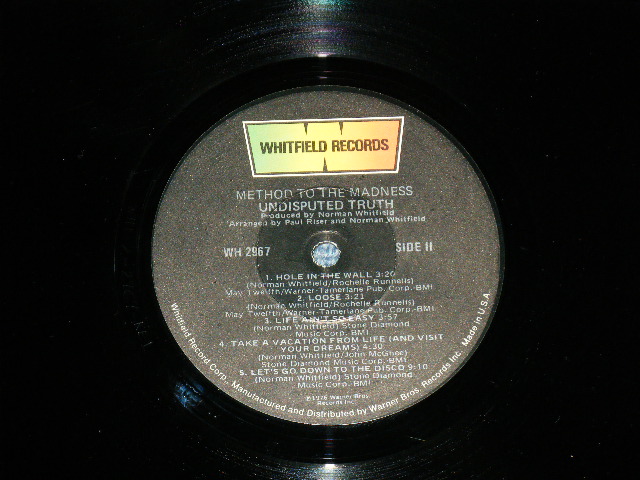 WHITFIELD RECORDS
METHOD TO THE MADNESS
UNDISPUTED TRUTH
Produced by Norman Whitfield
Arranged by Paul Riser and Norman Whitfield
WH 2967
SIDE II
1. HOLE IN THE WALL 3:20
(Norman Whitfield/Rochelle Runnells)
May Twelfth/Warner-Tamerlane Pub. Corp.-BMI
2. LOOSE 3:21
(Norman Whitfield/Rochelle Runnells)
May Twelfth/Warner-Tamerlane Pub. Corp.-BMI
3. LIFE AIN'T SO EASY 3:57
(Norman Whitfield) Stone Diamond
Music Corp. BMI
4. TAKE A VACATION FROM LIFE (AND VISIT
YOUR DREAMS) 4:30
(Norman Whitfield/John McGhee)
Stone Diamond Music Corp. BMI
5. LET'S GO DOWN TO THE DISCO 9:10
(Norman Whitfield) Stone Diamond
Music Corp. BMI
℗1976 Warner Bros.
Records Inc.
Whitfield Record Corp., Manufactured and Distributed by Warner Bros. Records Inc. Made in U.S.A.